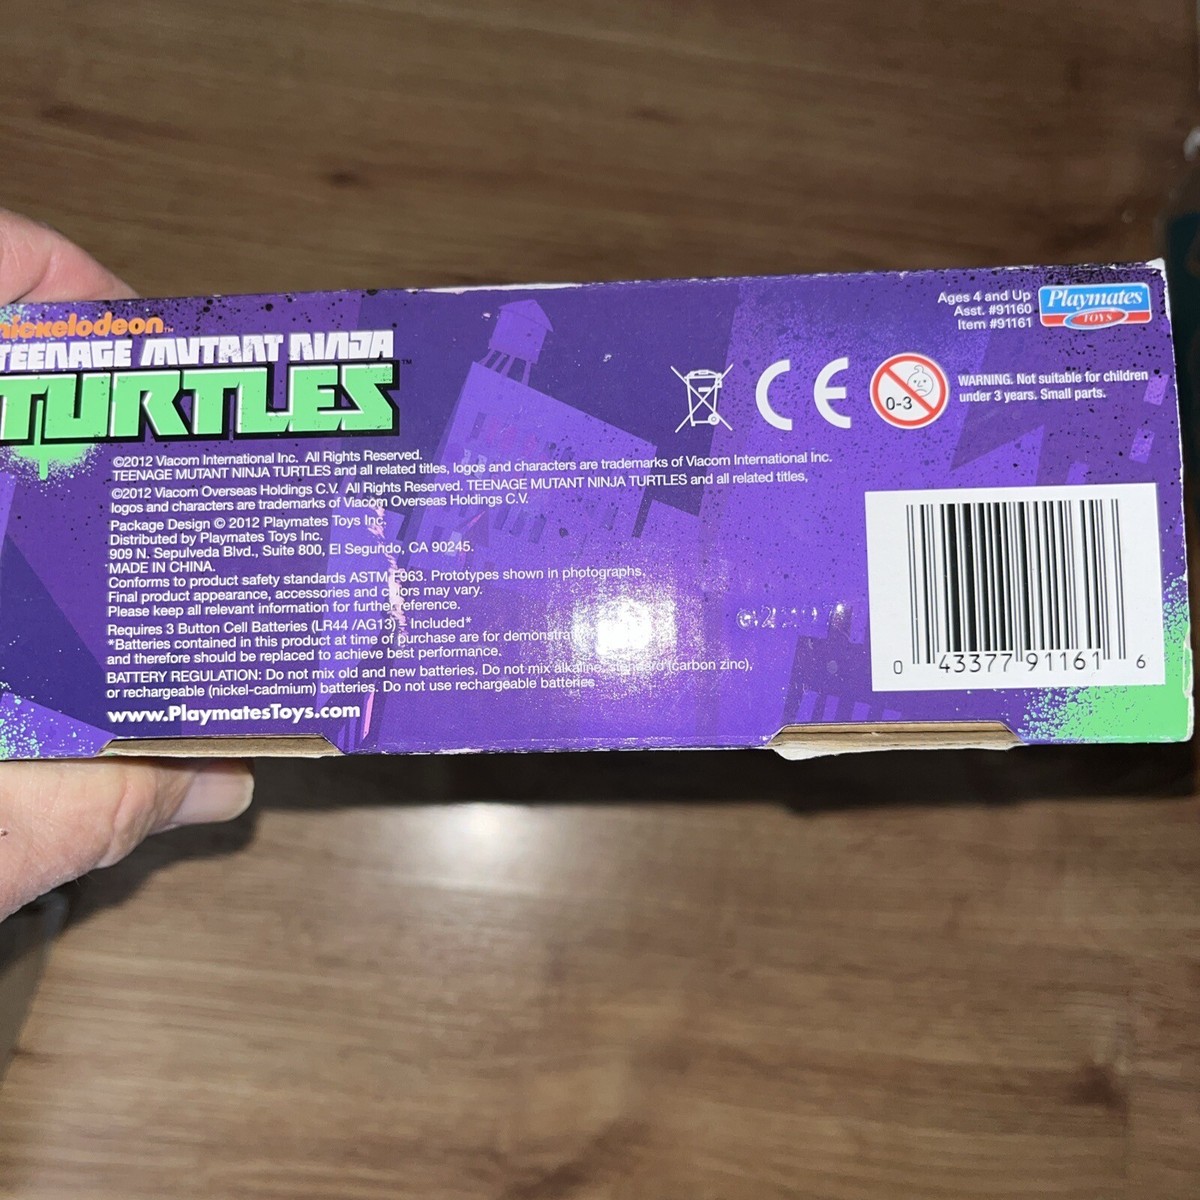 nickelodeon™
TEENAGE MUTANT NINJA
TURTLES™
Ages 4 and Up
Asst. #91160
Item #91161
Playmates
TOYS
CE
0-3
WARNING. Not suitable for children
under 3 years. Small parts.
©2012 Viacom International Inc. All Rights Reserved.
TEENAGE MUTANT NINJA TURTLES and all related titles, logos and characters are trademarks of Viacom International Inc.
©2012 Viacom Overseas Holdings C.V. All Rights Reserved. TEENAGE MUTANT NINJA TURTLES and all related titles,
logos and characters are trademarks of Viacom Overseas Holdings C.V.
Package Design © 2012 Playmates Toys Inc.
Distributed by Playmates Toys Inc.
909 N. Sepulveda Blvd., Suite 800, El Segundo, CA 90245.
MADE IN CHINA.
Conforms to product safety standards ASTM F963. Prototypes shown in photographs.
Final product appearance, accessories and colors may vary.
Please keep all relevant information for further reference.
Requires 3 Button Cell Batteries (LR44 /AG13) - Included*
*Batteries contained in this product at time of purchase are for
and therefore should be replaced to achieve best performance.
BATTERY REGULATION: Do not mix old and new batteries. Do not mix alkaline, standard (carbon zinc),
or rechargeable (nickel-cadmium) batteries. Do not use rechargeable batteries.
www.PlaymatesToys.com
0 43377 91161 6